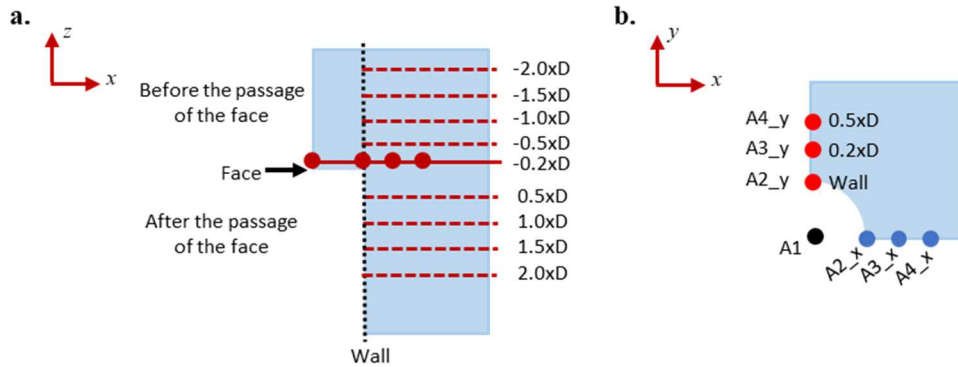 a.
z
x
Before the passage
of the face
Face
After the passage
of the face
Wall
-2.0xD
-1.5xD
-1.0xD
-0.5xD
-0.2xD
0.5xD
1.0xD
1.5xD
2.0xD
b.
y
x
A4_y 0.5xD
A3_y 0.2xD
A2_y Wall
A1
A2_x
A3_x
A4_x